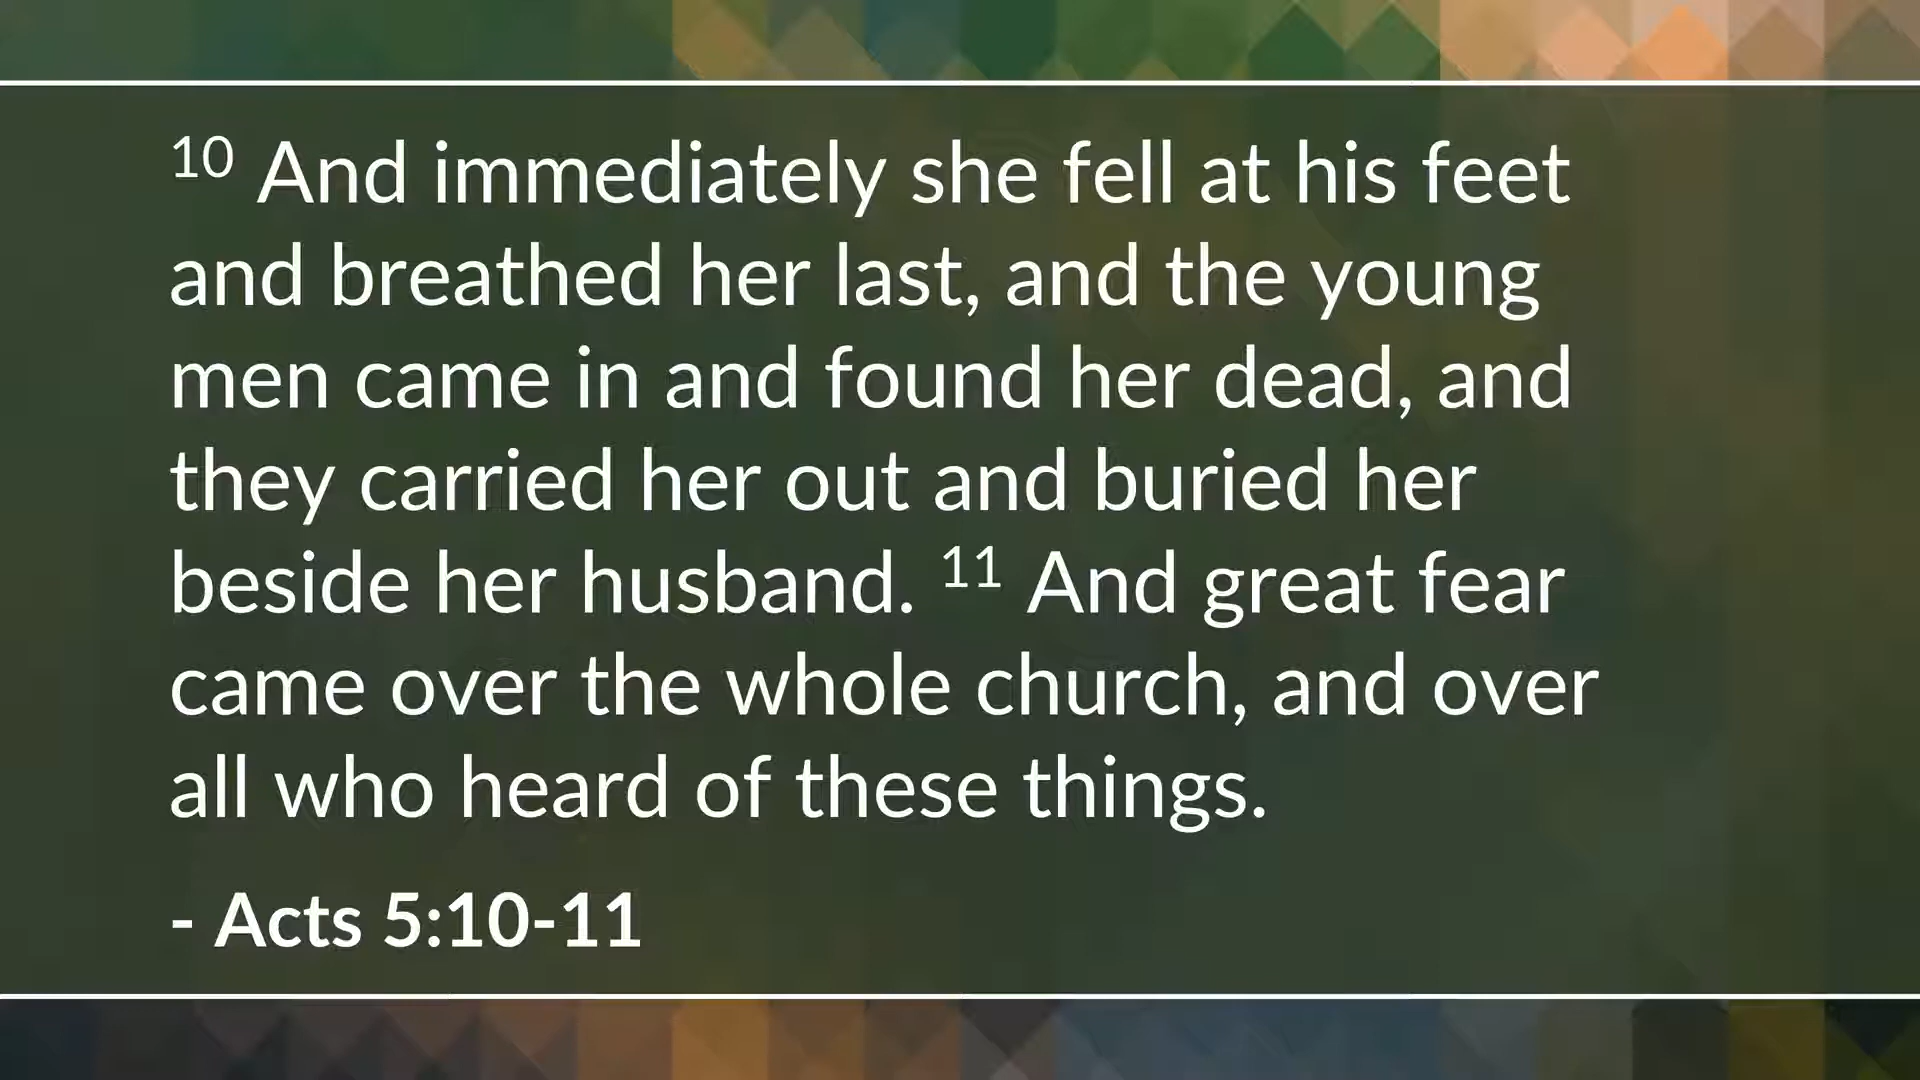 10 And immediately she fell at his feet
and breathed her last, and the young
men came in and found her dead, and
they carried her out and buried her
beside her husband. 11 And great fear
came over the whole church, and over
all who heard of these things.
- Acts 5:10-11